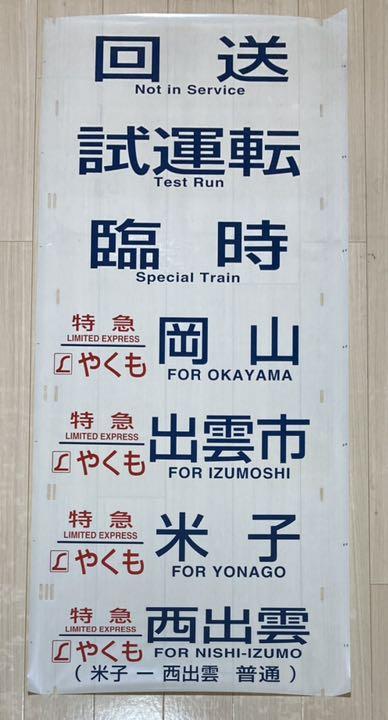 回 送
Not in Service
試運転
Test Run
臨 時
Special Train
特急
LIMITED EXPRESS
L やくも
岡 山
FOR OKAYAMA
特急
LIMITED EXPRESS
L やくも
出雲市
FOR IZUMOSHI
特急
LIMITED EXPRESS
L やくも
米 子
FOR YONAGO
特急
LIMITED EXPRESS
L やくも
西出雲
FOR NISHI-IZUMO
（ 米子 ー 西出雲 普通 ）